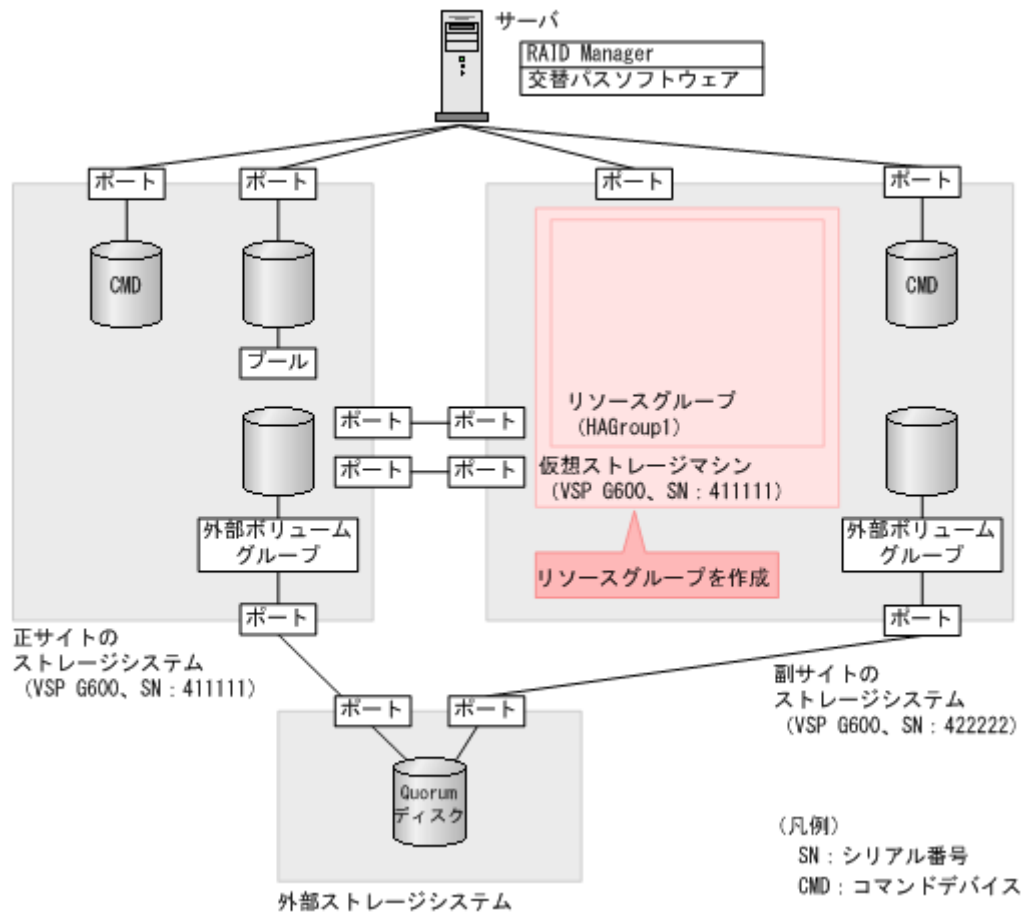 サーバ
RAID Manager
交替パスソフトウェア
ポート
ポート
ポート
ポート
CMD
CMD
プール
リソースグループ
(HAGroup1)
ポート
ポート
ポート
ポート
仮想ストレージマシン
(VSP G600、SN：411111)
外部ボリューム
グループ
外部ボリューム
グループ
リソースグループを作成
ポート
ポート
正サイトの
ストレージシステム
(VSP G600、SN：411111)
副サイトの
ストレージシステム
(VSP G600、SN：422222)
ポート
ポート
Quorum
ディスク
外部ストレージシステム
(凡例)
SN：シリアル番号
CMD：コマンドデバイス